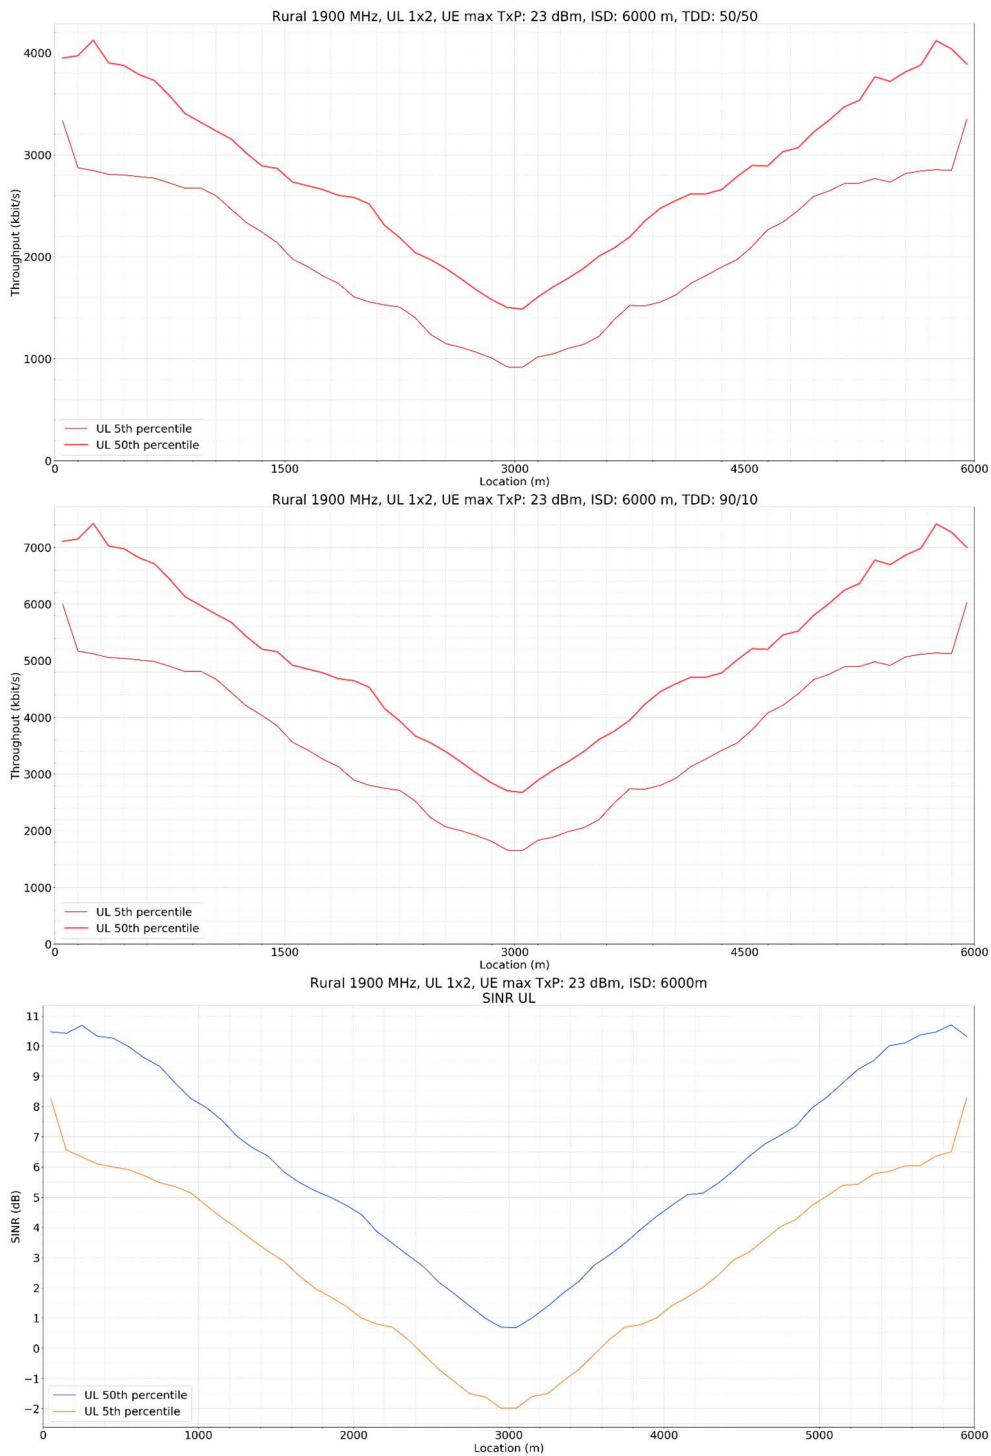 Rural 1900 MHz, UL 1x2, UE max TxP: 23 dBm, ISD: 6000 m, TDD: 50/50
4000
3000
2000
1000
0
Throughput (kbit/s)
UL 5th percentile
UL 50th percentile
0 1500 3000 4500 6000
Location (m)
Rural 1900 MHz, UL 1x2, UE max TxP: 23 dBm, ISD: 6000 m, TDD: 90/10
7000
6000
5000
4000
3000
2000
1000
0
Throughput (kbit/s)
UL 5th percentile
UL 50th percentile
0 1500 3000 4500 6000
Location (m)
Rural 1900 MHz, UL 1x2, UE max TxP: 23 dBm, ISD: 6000m
SINR UL
11
10
9
8
7
6
5
4
3
2
1
0
−1
−2
SINR (dB)
UL 50th percentile
UL 5th percentile
0 1000 2000 3000 4000 5000 6000
Location (m)